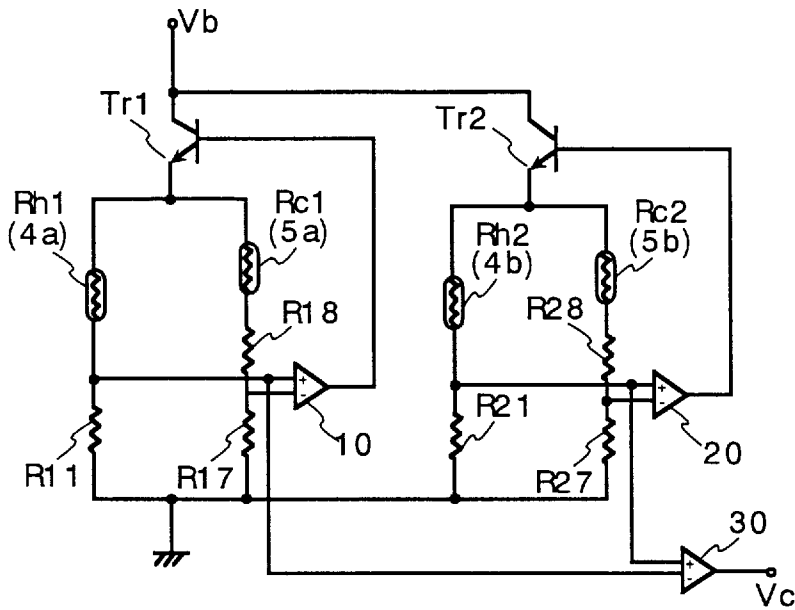 Vb
Tr1
Tr2
Rh1
(4a)
Rc1
(5a)
Rh2
(4b)
Rc2
(5b)
R18
R28
+
-
10
R11
R17
R21
+
-
20
R27
30
+
-
Vc